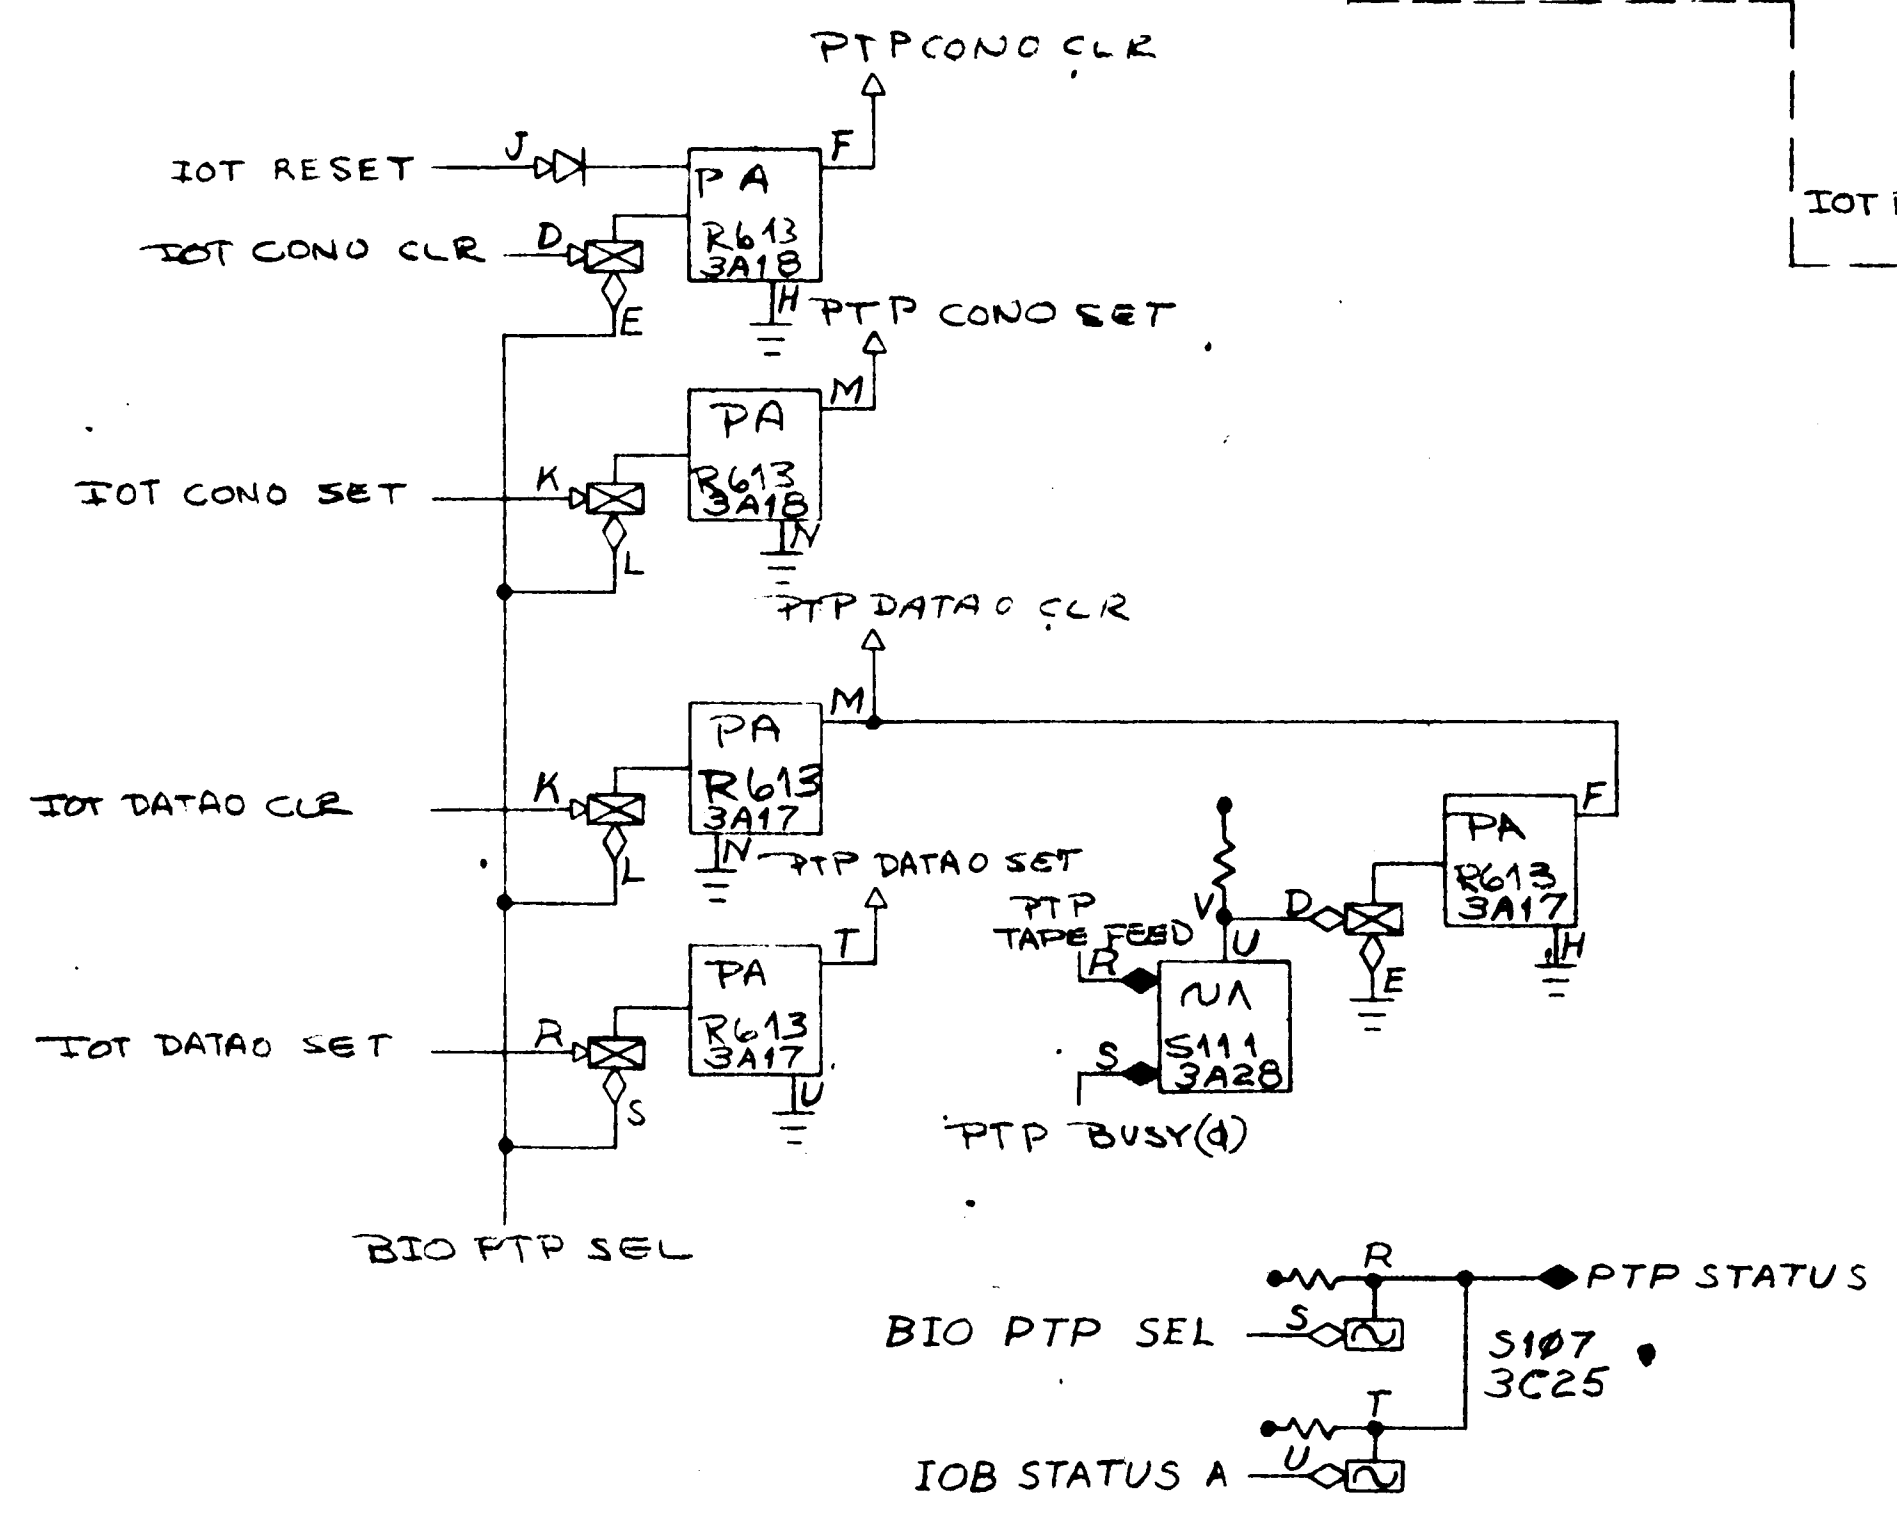 PTP CONO CLR
J
F
IOT RESET
PA
R613
3A18
IOT CONO CLR
D
E
H
PTP CONO SET
M
PA
R613
3A18
IOT CONO SET
K
L
N
PTP DATAO CLR
M
PA
R613
3A17
IOT DATAO CLR
K
L
N
PTP DATAO SET
T
PA
R613
3A17
IOT DATAO SET
R
S
U
BIO PTP SEL
F
PA
R613
3A17
H
PTP
TAPE FEED
V
D
U
E
R
S111
3A28
S
PTP BUSY
R
PTP STATUS
BIO PTP SEL
S
S107
3C25
T
IOB STATUS A
U
IOT